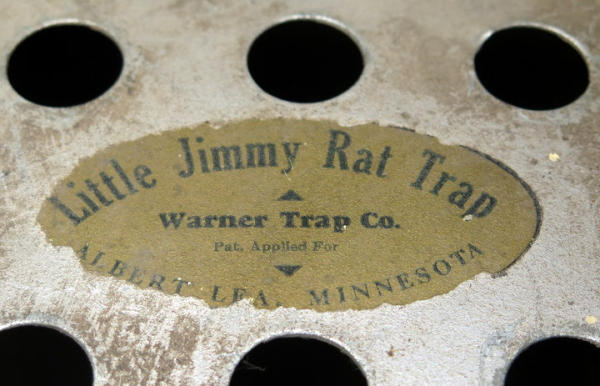 Little Jimmy Rat Trap
Warner Trap Co.
Pat. Applied For
ALBERT LEA, MINNESOTA